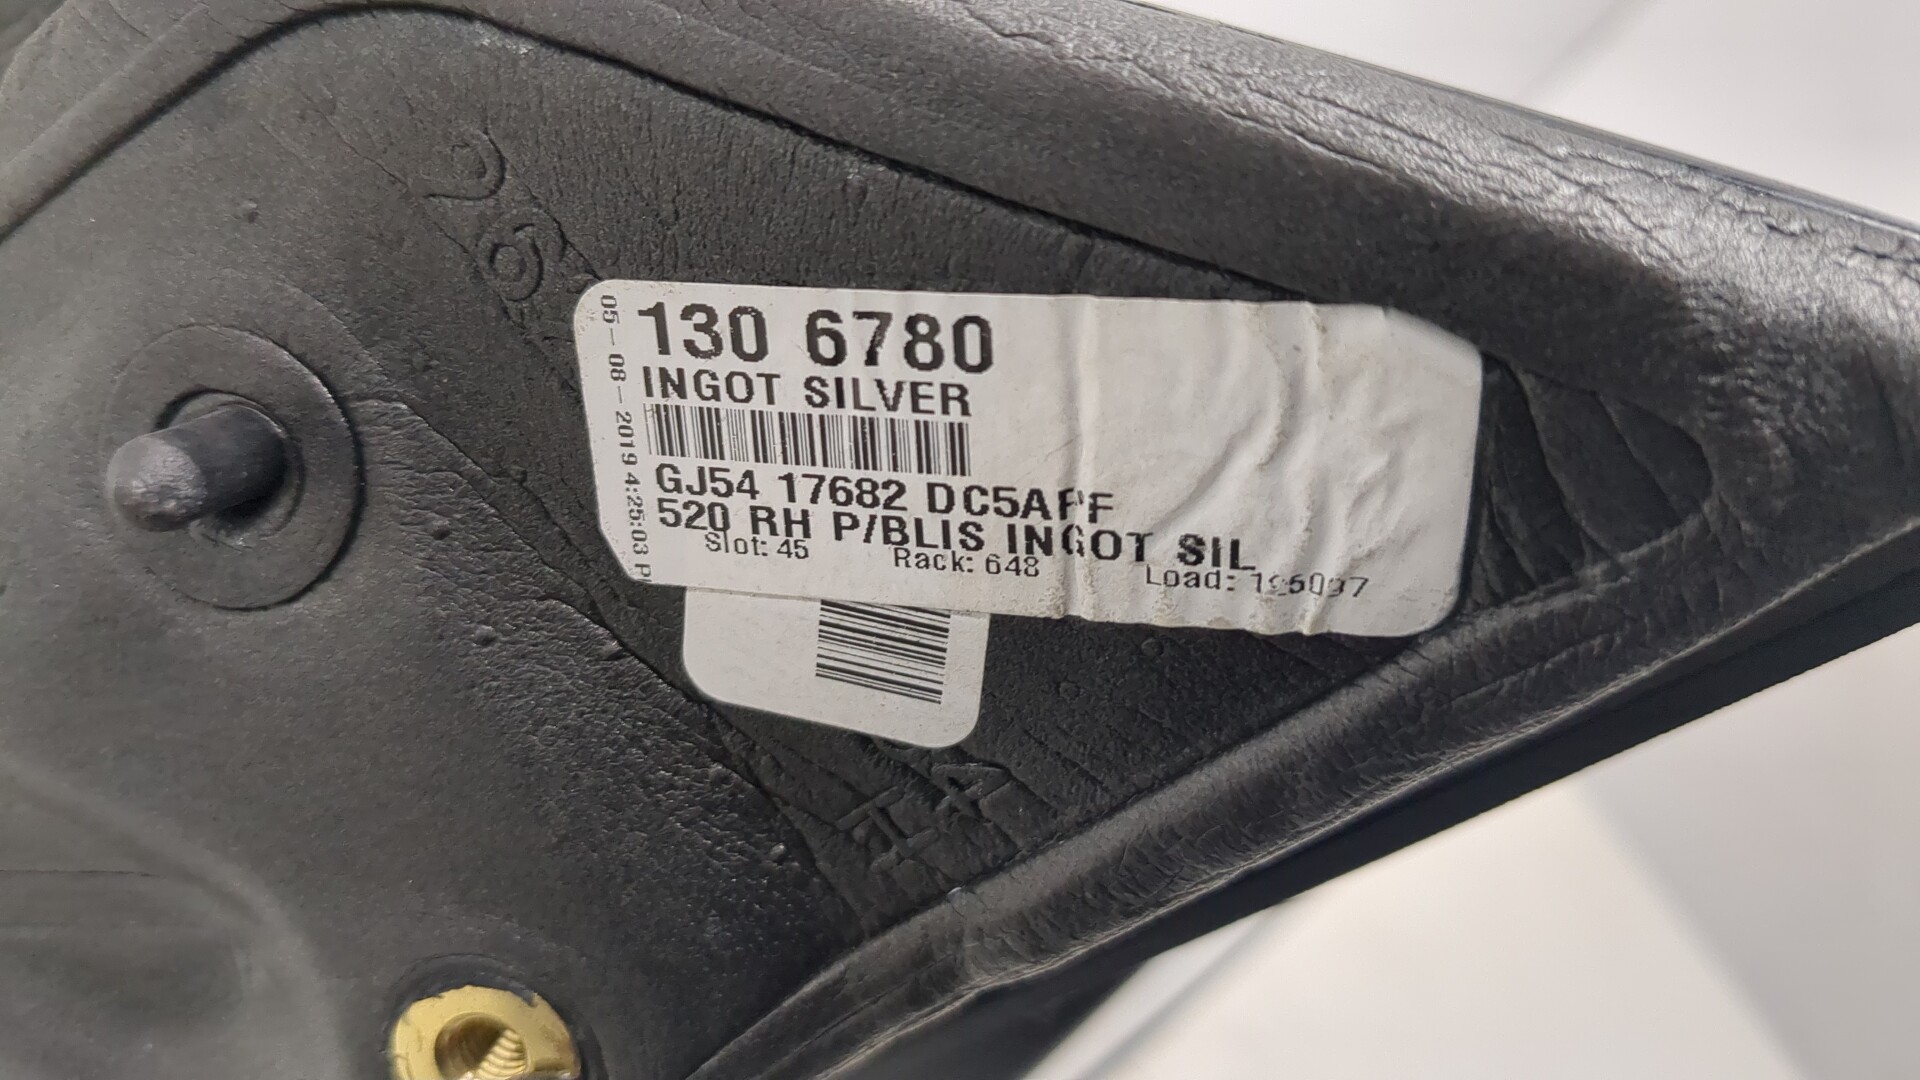 05-08-2019 4:25:03 P
130 6780
INGOT SILVER
GJ54 17682
520 RH P/BLIS INGOT SIL
Slot: 45 Rack: 648 Load: